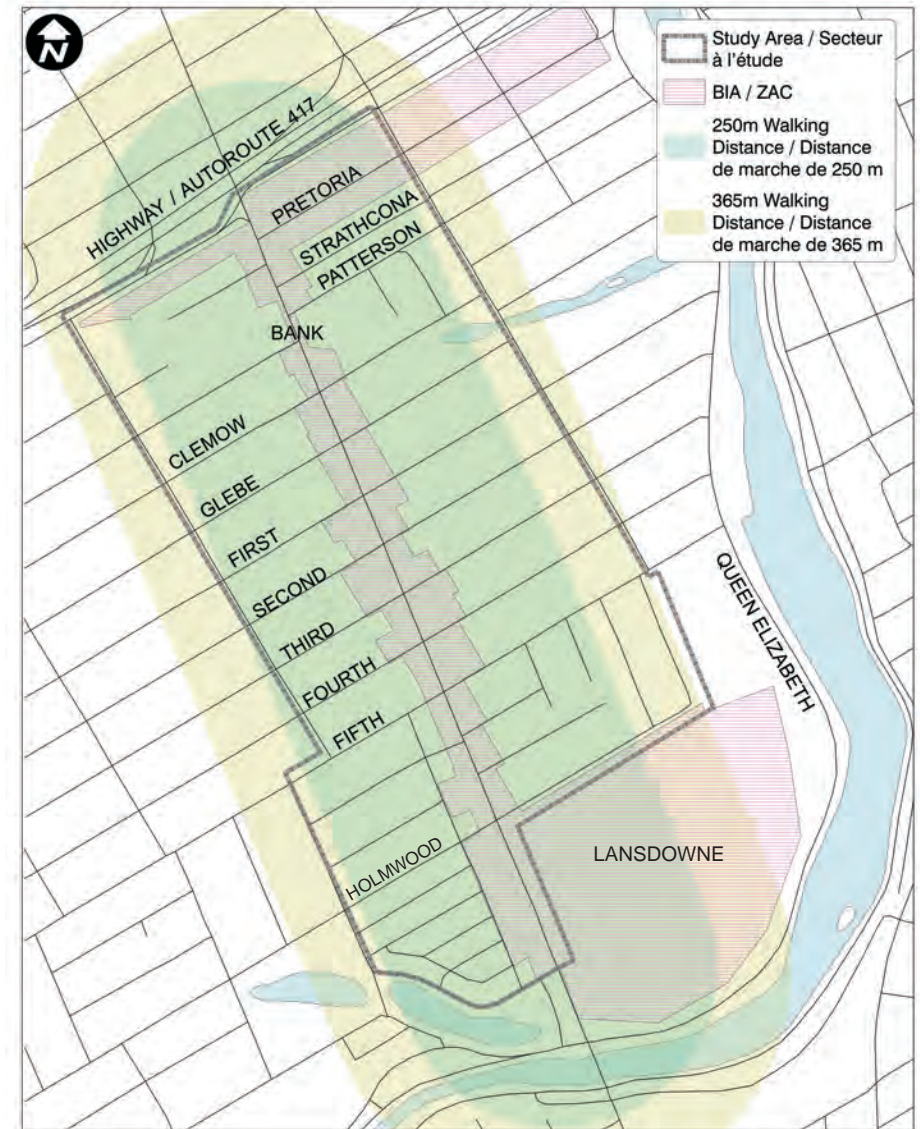 N
Study Area / Secteur
à l'étude
BIA / ZAC
250m Walking
Distance / Distance
de marche de 250 m
365m Walking
Distance / Distance
de marche de 365 m
HIGHWAY / AUTOROUTE 417
PRETORIA
STRATHCONA
PATTERSON
BANK
CLEMOW
GLEBE
FIRST
SECOND
THIRD
FOURTH
FIFTH
QUEEN ELIZABETH
HOLMWOOD
LANSDOWNE